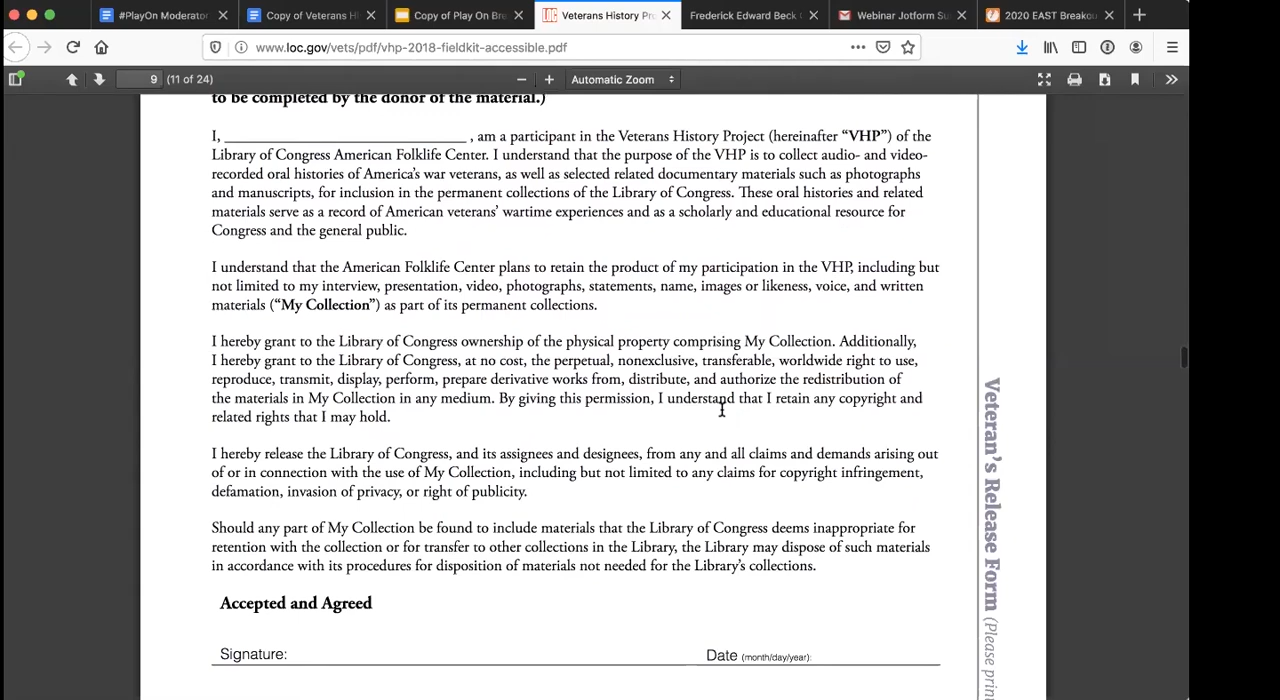 #PlayOn Moderator
Copy of Veterans Hi
Copy of Play On Bre
Veterans History Pro
Frederick Edward Beck
Webinar Jotform Su
2020 EAST Breakou
www.loc.gov/vets/pdf/vhp-2018-fieldkit-accessible.pdf
9 (11 of 24)
Automatic Zoom
to be completed by the donor of the material.)
I, ______________________________ , am a participant in the Veterans History Project (hereinafter “VHP”) of the
Library of Congress American Folklife Center. I understand that the purpose of the VHP is to collect audio- and video-
recorded oral histories of America’s war veterans, as well as selected related documentary materials such as photographs
and manuscripts, for inclusion in the permanent collections of the Library of Congress. These oral histories and related
materials serve as a record of American veterans’ wartime experiences and as a scholarly and educational resource for
Congress and the general public.
I understand that the American Folklife Center plans to retain the product of my participation in the VHP, including but
not limited to my interview, presentation, video, photographs, statements, name, images or likeness, voice, and written
materials (“My Collection”) as part of its permanent collections.
I hereby grant to the Library of Congress ownership of the physical property comprising My Collection. Additionally,
I hereby grant to the Library of Congress, at no cost, the perpetual, nonexclusive, transferable, worldwide right to use,
reproduce, transmit, display, perform, prepare derivative works from, distribute, and authorize the redistribution of
the materials in My Collection in any medium. By giving this permission, I understand that I retain any copyright and
related rights that I may hold.
I hereby release the Library of Congress, and its assignees and designees, from any and all claims and demands arising out
of or in connection with the use of My Collection, including but not limited to any claims for copyright infringement,
defamation, invasion of privacy, or right of publicity.
Should any part of My Collection be found to include materials that the Library of Congress deems inappropriate for
retention with the collection or for transfer to other collections in the Library, the Library may dispose of such materials
in accordance with its procedures for disposition of materials not needed for the Library’s collections.
Accepted and Agreed
Signature:
Date (month/day/year):
Veteran’s Release Form (Please prin